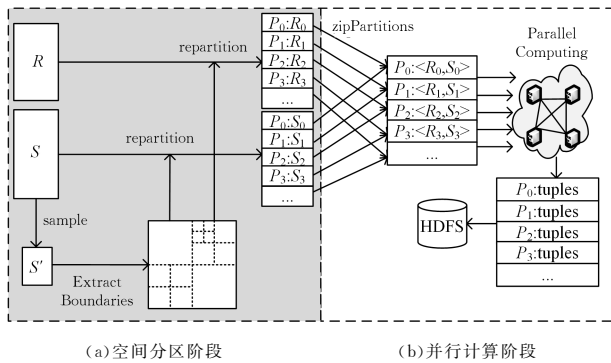 R
repartition
S
repartition
sample
S'
Extract
Boundaries
P0:R0
P1:R1
P2:R2
P3:R3
...
P0:S0
P1:S1
P2:S2
P3:S3
...
zipPartitions
P0:<R0,S0>
P1:<R1,S1>
P2:<R2,S2>
P3:<R3,S3>
...
Parallel
Computing
P0:tuples
P1:tuples
P2:tuples
P3:tuples
...
HDFS
(a)空间分区阶段
(b)并行计算阶段